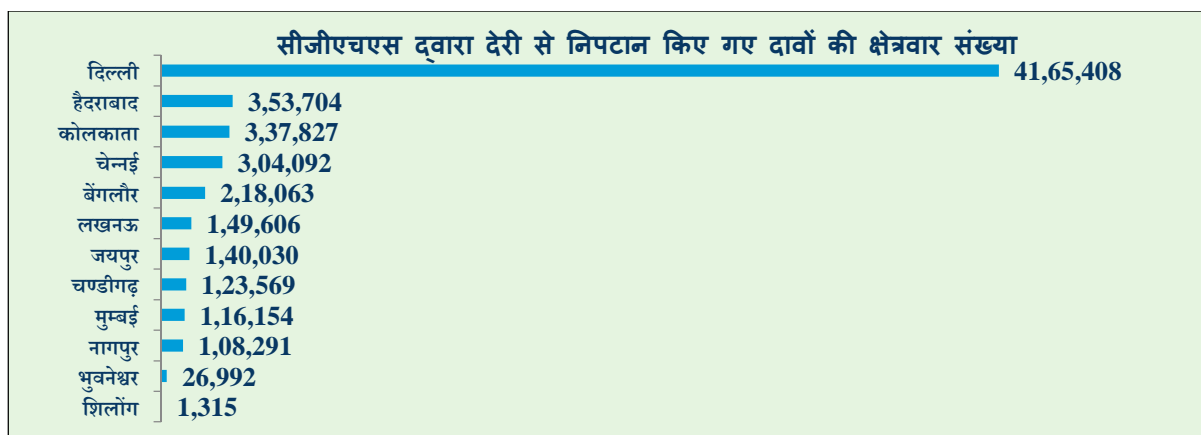 सीजीएचएस द्वारा देरी से निपटान किए गए दावों की क्षेत्रवार संख्या
दिल्ली 41,65,408
हैदराबाद 3,53,704
कोलकाता 3,37,827
चेन्नई 3,04,092
बेंगलौर 2,18,063
लखनऊ 1,49,606
जयपुर 1,40,030
चण्डीगढ़ 1,23,569
मुम्बई 1,16,154
नागपुर 1,08,291
भुवनेश्वर 26,992
शिलोंग 1,315